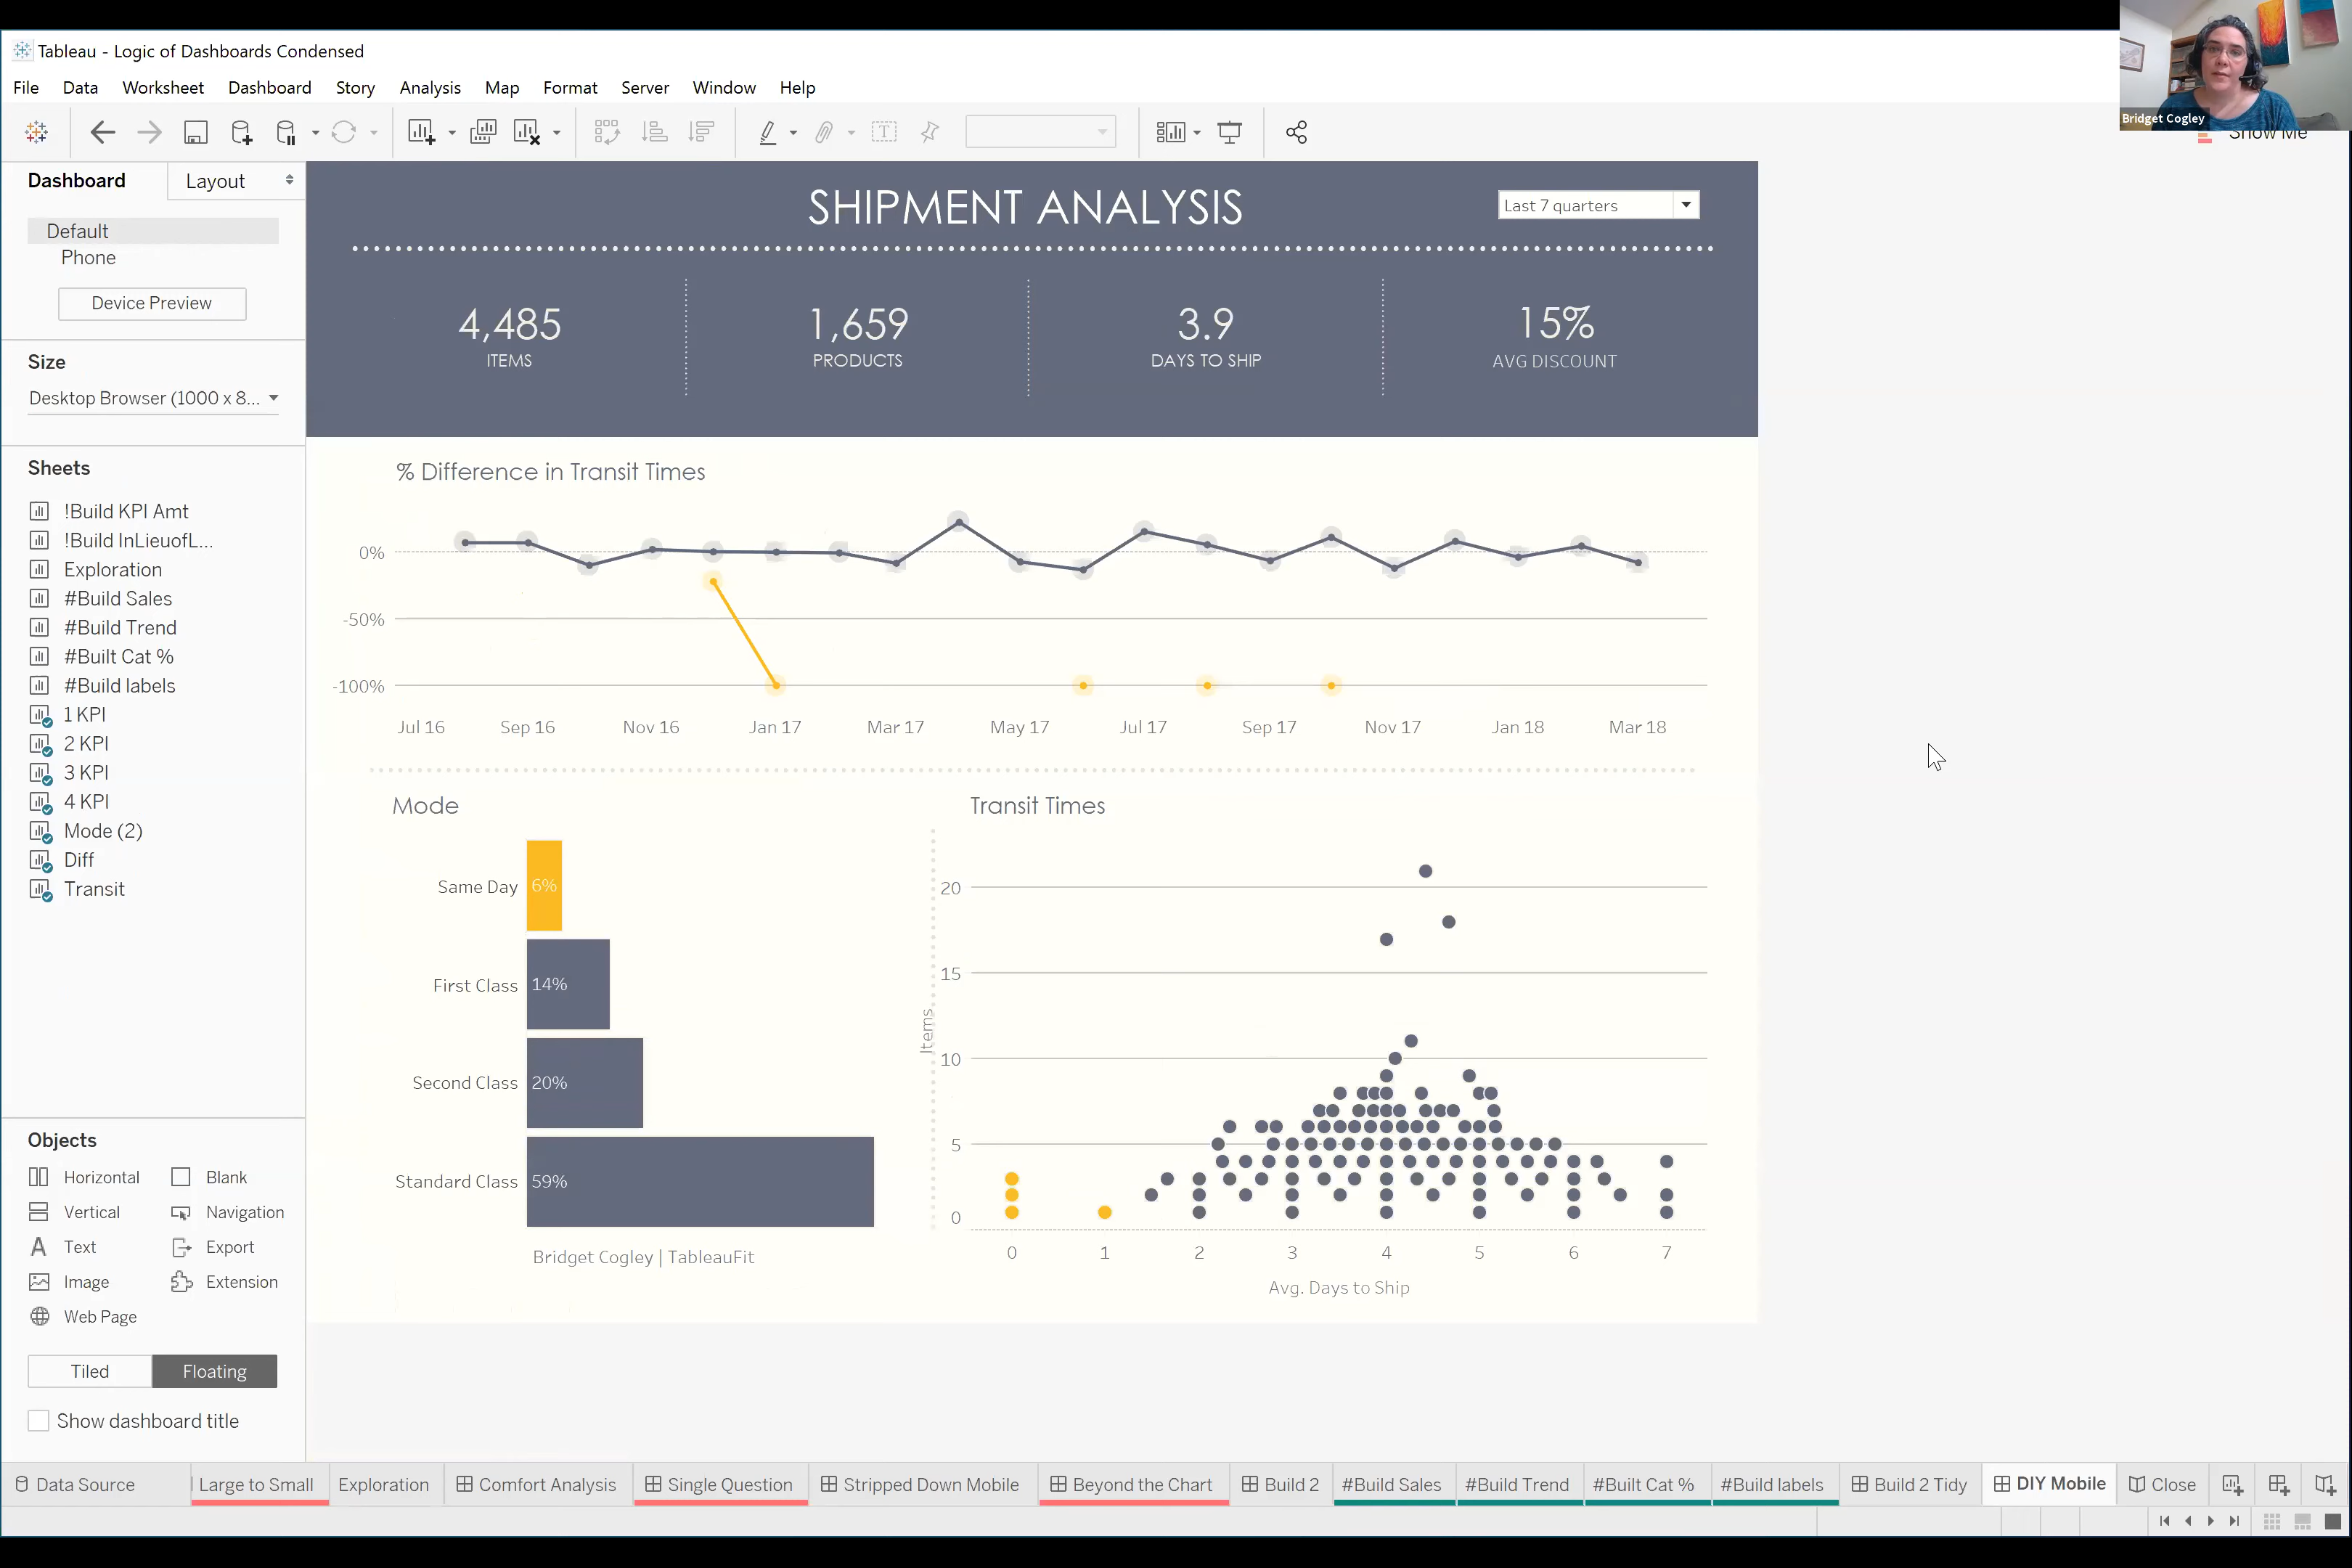 Tableau - Logic of Dashboards Condensed
File Data Worksheet Dashboard Story Analysis Map Format Server Window Help
Bridget Cogley
Show Me
Dashboard Layout
Default
Phone
Device Preview
Size
Desktop Browser (1000 x 8...
Sheets
!Build KPI Amt
!Build InLieuofL...
Exploration
#Build Sales
#Build Trend
#Built Cat %
#Build labels
1 KPI
2 KPI
3 KPI
4 KPI
Mode (2)
Diff
Transit
Objects
Horizontal Blank
Vertical Navigation
Text Export
Image Extension
Web Page
Tiled Floating
Show dashboard title
SHIPMENT ANALYSIS
Last 7 quarters
4,485 1,659 3.9 15%
ITEMS PRODUCTS DAYS TO SHIP AVG DISCOUNT
% Difference in Transit Times
0%
-50%
-100%
Jul 16 Sep 16 Nov 16 Jan 17 Mar 17 May 17 Jul 17 Sep 17 Nov 17 Jan 18 Mar 18
Mode
Same Day 6%
First Class 14%
Second Class 20%
Standard Class 59%
Bridget Cogley | TableauFit
Transit Times
Items
20
15
10
5
0
0 1 2 3 4 5 6 7
Avg. Days to Ship
Data Source Large to Small Exploration Comfort Analysis Single Question Stripped Down Mobile Beyond the Chart Build 2 #Build Sales #Build Trend #Built Cat % #Build labels Build 2 Tidy DIY Mobile Close